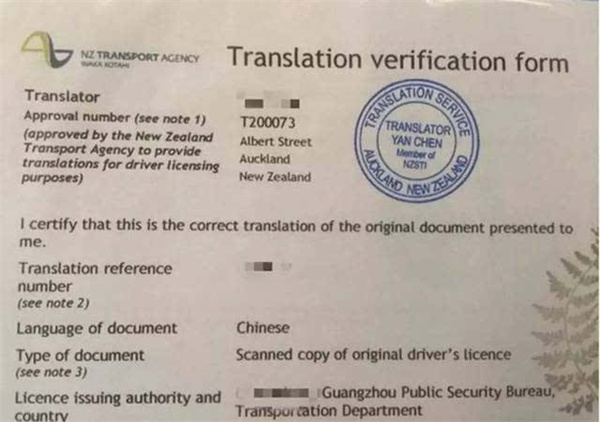 NZ TRANSPORT AGENCY
WAKA KOTAHI
Translation verification form
Translator
Approval number (see note 1)
T200073
(approved by the New Zealand
Albert Street
Transport Agency to provide
Auckland
translations for driver licensing
New Zealand
purposes)
TRANSLATION SERVICE
TRANSLATOR
YAN CHEN
Member of
NZSTI
AUCKLAND NEW ZEALAND
I certify that this is the correct translation of the original document presented to
me.
Translation reference
number
(see note 2)
Language of document Chinese
Type of document Scanned copy of original driver's licence
(see note 3)
Licence issuing authority and Guangzhou Public Security Bureau,
country Transportation Department